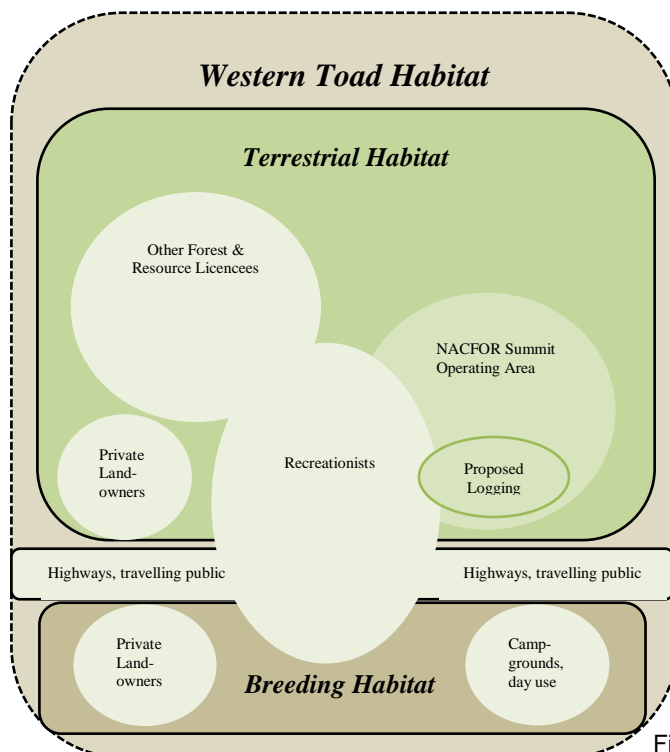 Western Toad Habitat
Terrestrial Habitat
Other Forest &
Resource Licencees
NACFOR Summit
Operating Area
Private
Land-
owners
Recreationists
Proposed
Logging
Highways, travelling public
Highways, travelling public
Private
Land-
owners
Breeding Habitat
Camp-
grounds,
day use